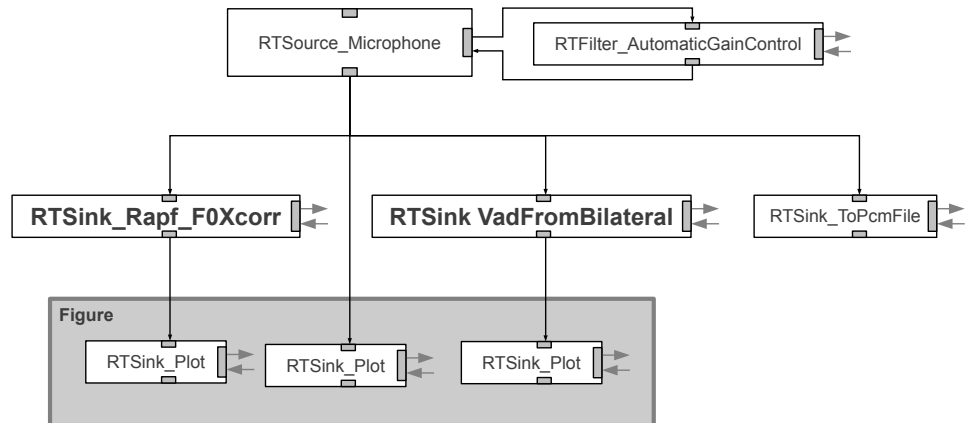 RTSource_Microphone
RTFilter_AutomaticGainControl
RTSink_Rapf_F0Xcorr
RTSink VadFromBilateral
RTSink_ToPcmFile
Figure
RTSink_Plot
RTSink_Plot
RTSink_Plot